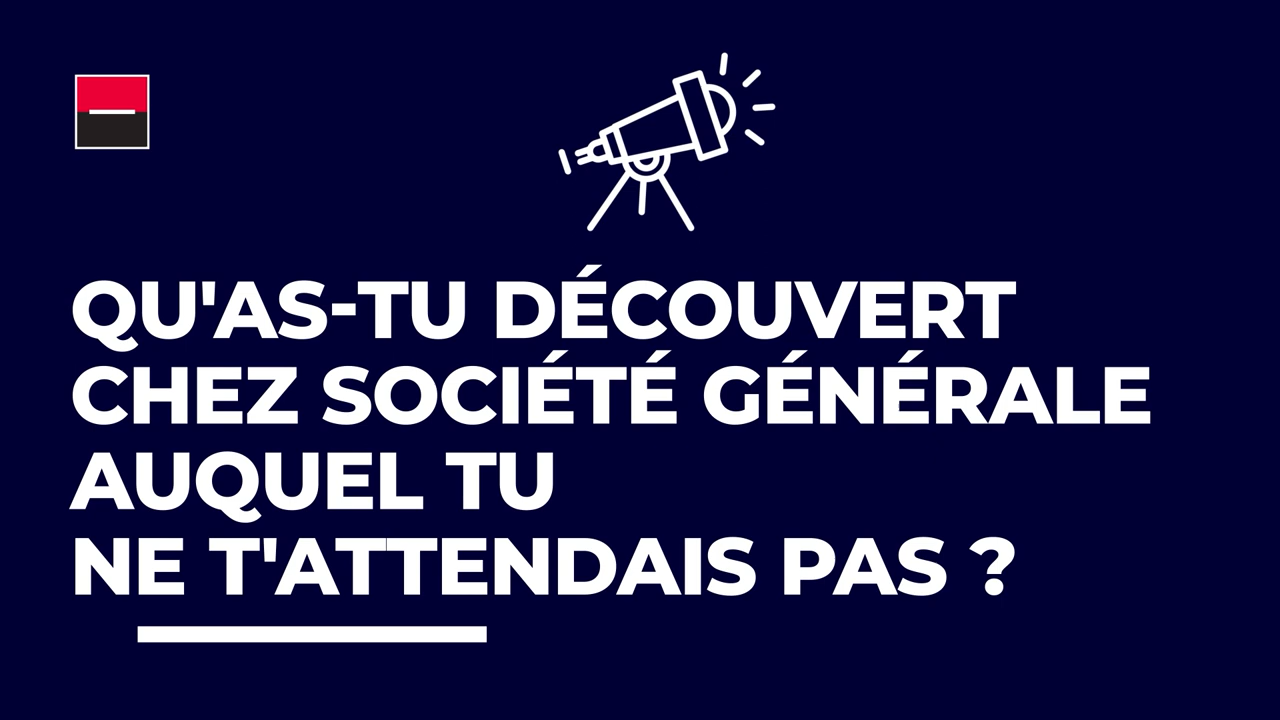 QU'AS-TU DÉCOUVERT
CHEZ SOCIÉTÉ GÉNÉRALE
AUQUEL TU
NE T'ATTENDAIS PAS ?